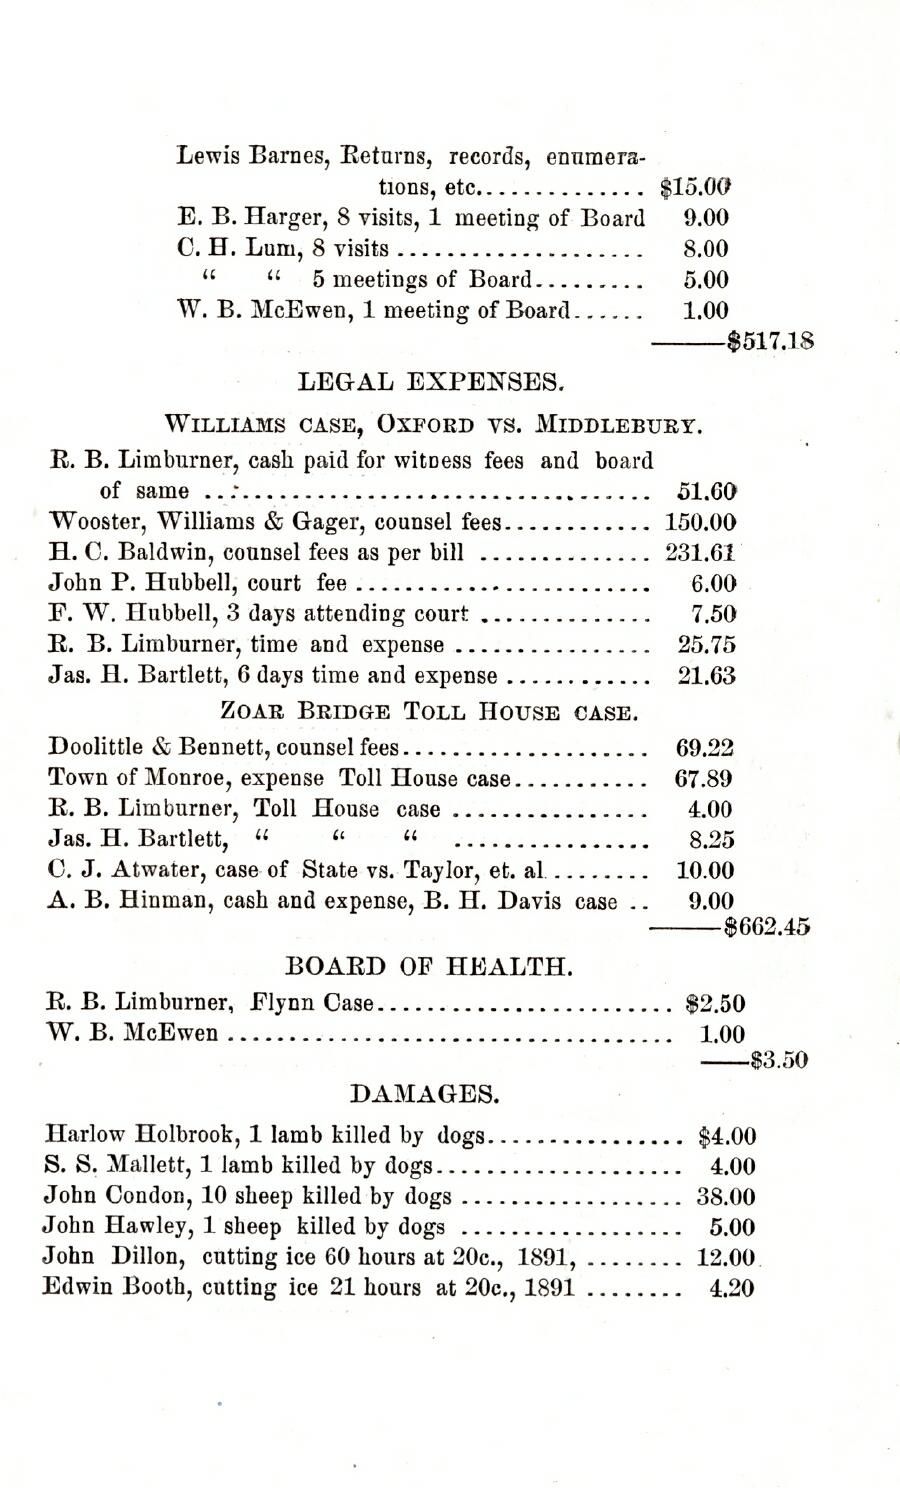 Lewis Barnes, Returns, records, enumera-
tions, etc.............. $15.00
E. B. Harger, 8 visits, 1 meeting of Board 9.00
C. H. Lum, 8 visits .................... 8.00
“ “ 5 meetings of Board......... 5.00
W. B. McEwen, 1 meeting of Board...... 1.00
———$517.18
LEGAL EXPENSES.
WILLIAMS CASE, OXFORD VS. MIDDLEBURY.
R. B. Limburner, cash paid for witness fees and board
of same .................................... 51.60
Wooster, Williams & Gager, counsel fees............ 150.00
H. C. Baldwin, counsel fees as per bill .............. 231.61
John P. Hubbell, court fee ........................ 6.00
F. W. Hubbell, 3 days attending court .............. 7.50
R. B. Limburner, time and expense ................ 25.75
Jas. H. Bartlett, 6 days time and expense ............ 21.63
ZOAR BRIDGE TOLL HOUSE CASE.
Doolittle & Bennett, counsel fees.................... 69.22
Town of Monroe, expense Toll House case........... 67.89
R. B. Limburner, Toll House case ................ 4.00
Jas. H. Bartlett, “ “ “ ................ 8.25
C. J. Atwater, case of State vs. Taylor, et. al......... 10.00
A. B. Hinman, cash and expense, B. H. Davis case .. 9.00
———$662.45
BOARD OF HEALTH.
R. B. Limburner, Flynn Case........................ $2.50
W. B. McEwen .................................... 1.00
——$3.50
DAMAGES.
Harlow Holbrook, 1 lamb killed by dogs................ $4.00
S. S. Mallett, 1 lamb killed by dogs.................... 4.00
John Condon, 10 sheep killed by dogs .................. 38.00
John Hawley, 1 sheep killed by dogs .................. 5.00
John Dillon, cutting ice 60 hours at 20c., 1891, ........ 12.00
Edwin Booth, cutting ice 21 hours at 20c., 1891 ........ 4.20